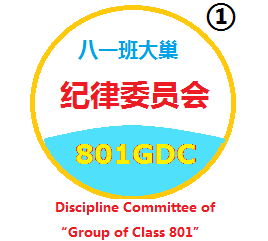 ①
八一班大巢
纪律委员会
801GDC
Discipline Committee of
“Group of Class 801”